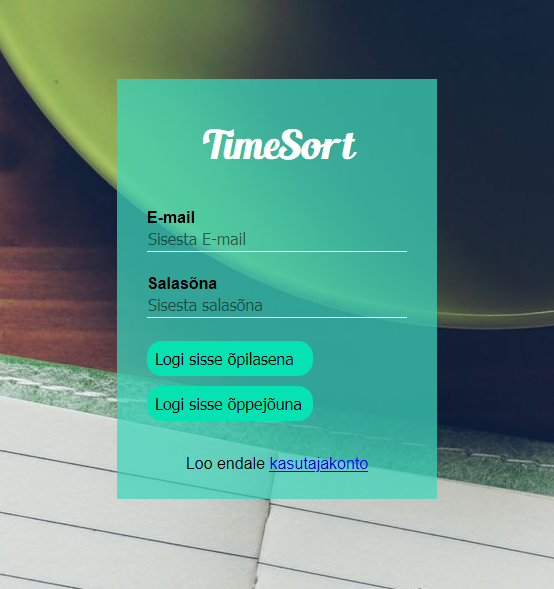 TimeSort
E-mail
Sisesta E-mail
Salasõna
Sisesta salasõna
Logi sisse õpilasena
Logi sisse õppejõuna
Loo endale kasutajakonto